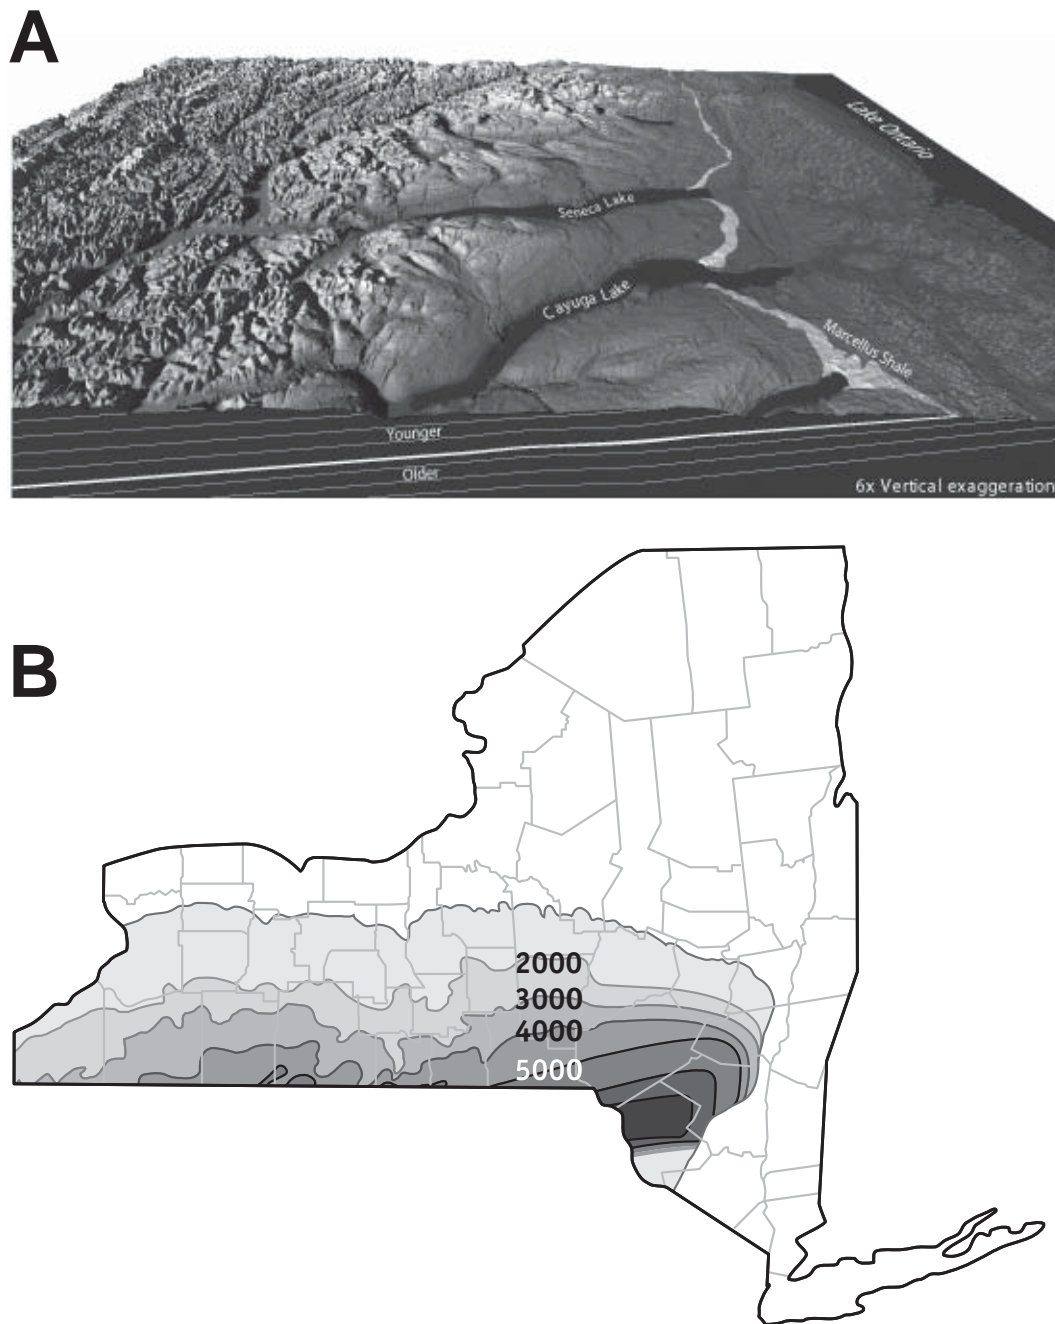 A
Lake Ontario
Seneca Lake
Cayuga Lake
Marcellus Shale
Younger
Older
6x Vertical exaggeration
B
2000
3000
4000
5000